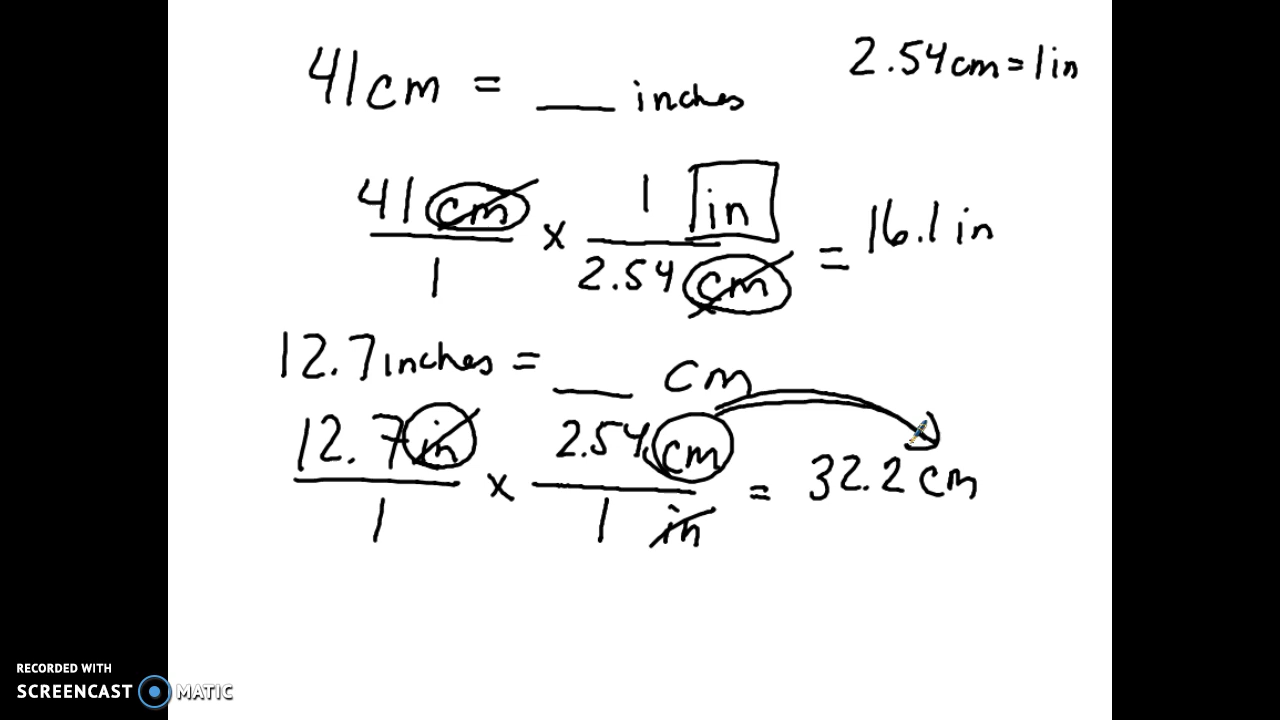 41cm = ___ inches
2.54cm = 1in
41 cm / 1 x 1 in / 2.54 cm = 16.1 in
12.7 inches = ___ cm
12.7 in / 1 x 2.54 cm / 1 in = 32.2 cm
RECORDED WITH
SCREENCAST MATIC